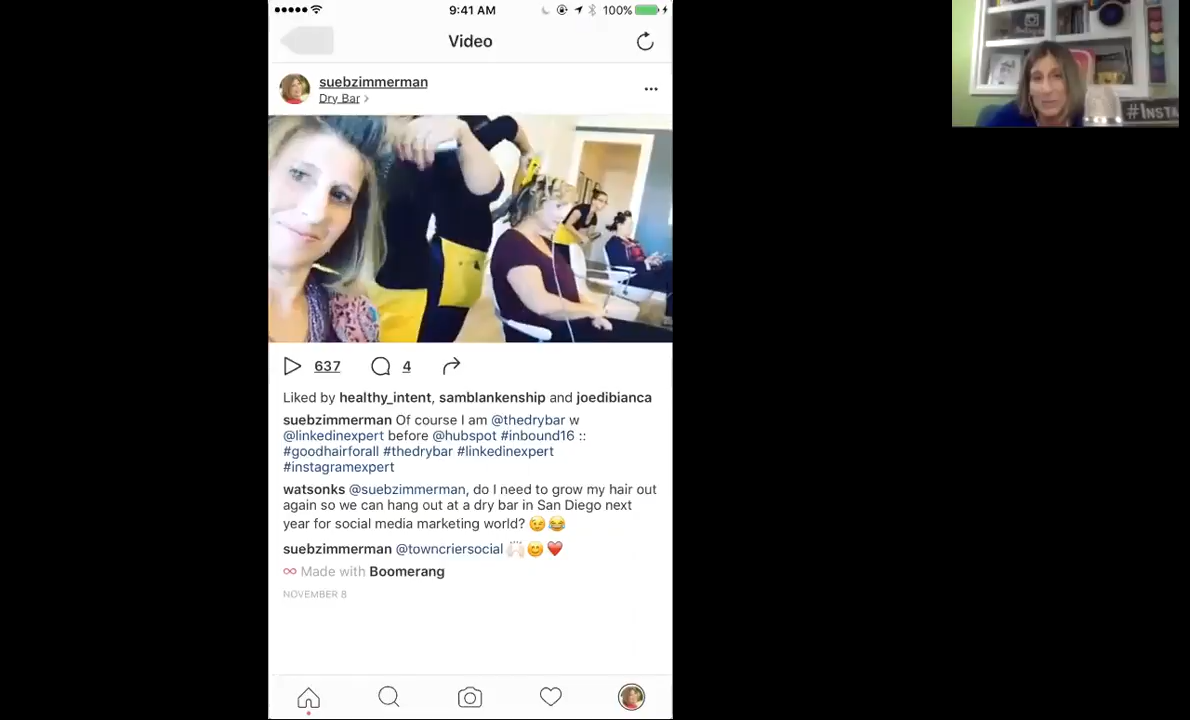 9:41 AM
100%
Video
suebzimmerman
Dry Bar
637
4
Liked by healthy_intent, samblankenship and joedibianca
suebzimmerman Of course I am @thedrybar w
@linkedinexpert before @hubspot #inbound16 ::
#goodhairforall #thedrybar #linkedinexpert
#instagramexpert
watsonks @suebzimmerman, do I need to grow my hair out
again so we can hang out at a dry bar in San Diego next
year for social media marketing world? 😉😂
suebzimmerman @towncriersocial 🙌🏻😊❤️
Made with Boomerang
NOVEMBER 8
#INSTA